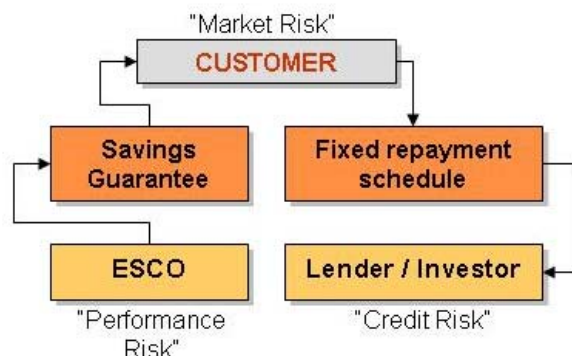 "Market Risk"
CUSTOMER
Savings
Guarantee
Fixed repayment
schedule
ESCO
Lender / Investor
"Performance
Risk"
"Credit Risk"